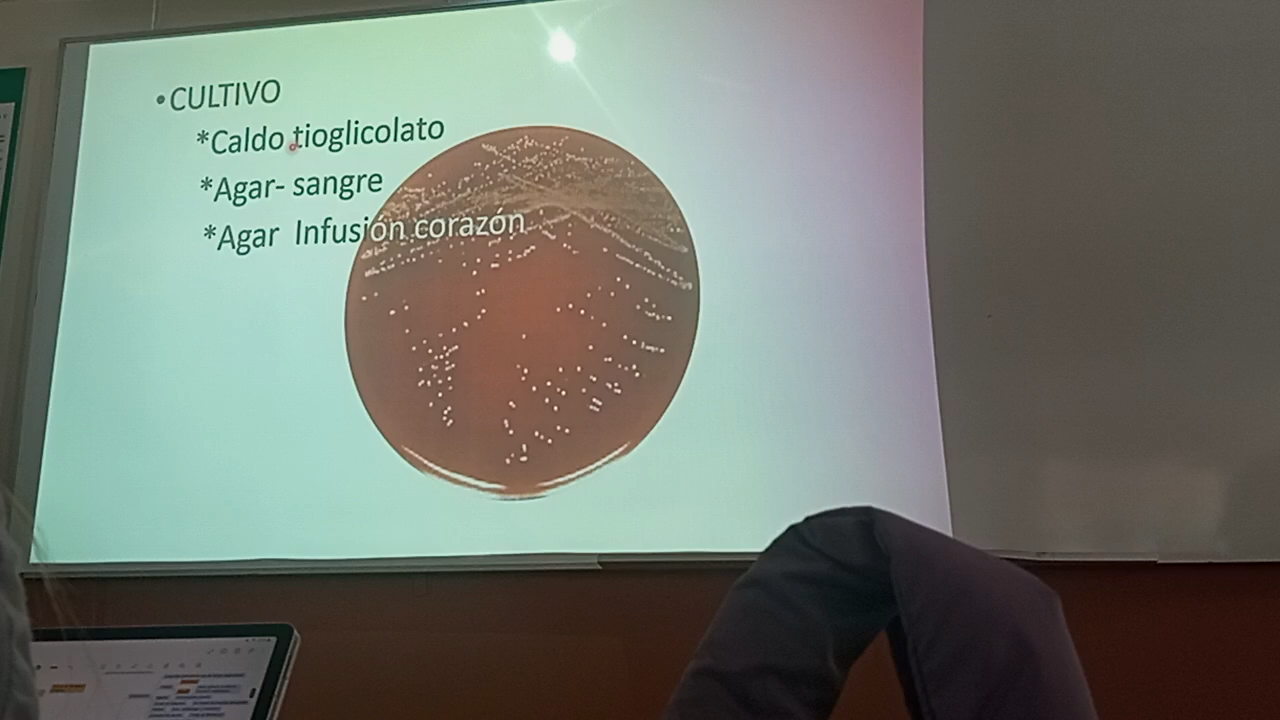 •CULTIVO
*Caldo tioglicolato
*Agar- sangre
*Agar Infusión corazón